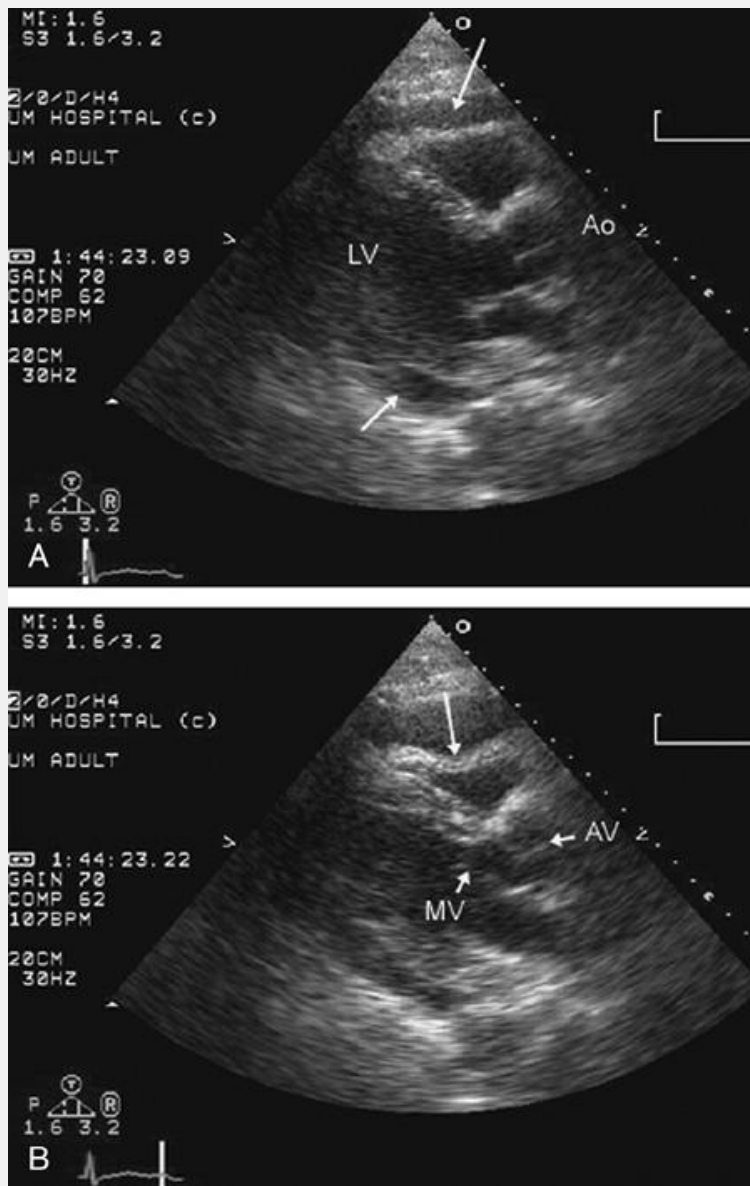 MI:1.6
S3 1.6/3.2
2/0/D/H4
UM HOSPITAL (c)
UM ADULT
1:44:23.09
GAIN 70
COMP 62
107BPM
20CM
30HZ
P T R
1.6 3.2
A
LV
Ao
MI:1.6
S3 1.6/3.2
2/0/D/H4
UM HOSPITAL (c)
UM ADULT
1:44:23.22
GAIN 70
COMP 62
107BPM
20CM
30HZ
P T R
1.6 3.2
B
AV
MV